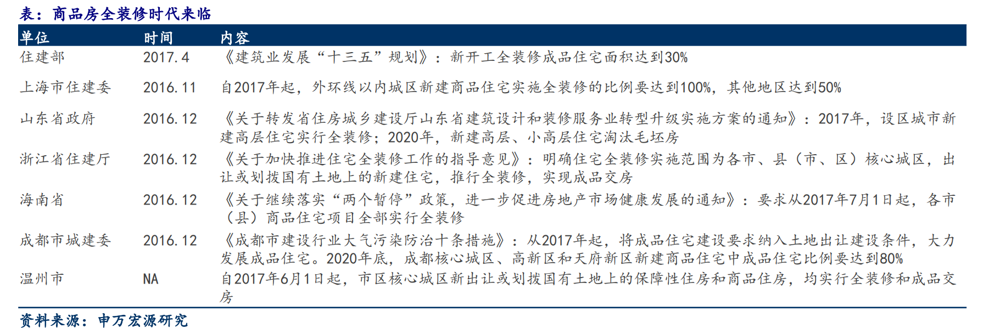 表：商品房全装修时代来临
单位 时间 内容
住建部 2017.4 《建筑业发展“十三五”规划》：新开工全装修成品住宅面积达到30%
上海市住建委 2016.11 自2017年起，外环线以内城区新建商品住宅实施全装修的比例要达到100%，其他地区达到50%
山东省政府 2016.12 《关于转发省住房城乡建设厅山东省建筑设计和装修服务业转型升级实施方案的通知》：2017年，设区城市新
建高层住宅实行全装修；2020年，新建高层、小高层住宅淘汰毛坯房
浙江省住建厅 2016.12 《关于加快推进住宅全装修工作的指导意见》：明确住宅全装修实施范围为各市、县（市、区）核心城区，出
让或划拨国有土地上的新建住宅，推行全装修，实现成品交房
海南省 2016.12 《关于继续落实“两个暂停”政策，进一步促进房地产市场健康发展的通知》：要求从2017年7月1日起，各市
（县）商品住宅项目全部实行全装修
成都市城建委 2016.12 《成都市建设行业大气污染防治十条措施》：从2017年起，将成品住宅建设要求纳入土地出让建设条件，大力
发展成品住宅。2020年底，成都核心城区、高新区和天府新区新建商品住宅中成品住宅比例要达到80%
温州市 NA 自2017年6月1日起，市区核心城区新出让或划拨国有土地上的保障性住房和商品住房，均实行全装修和成品交
房
资料来源：申万宏源研究